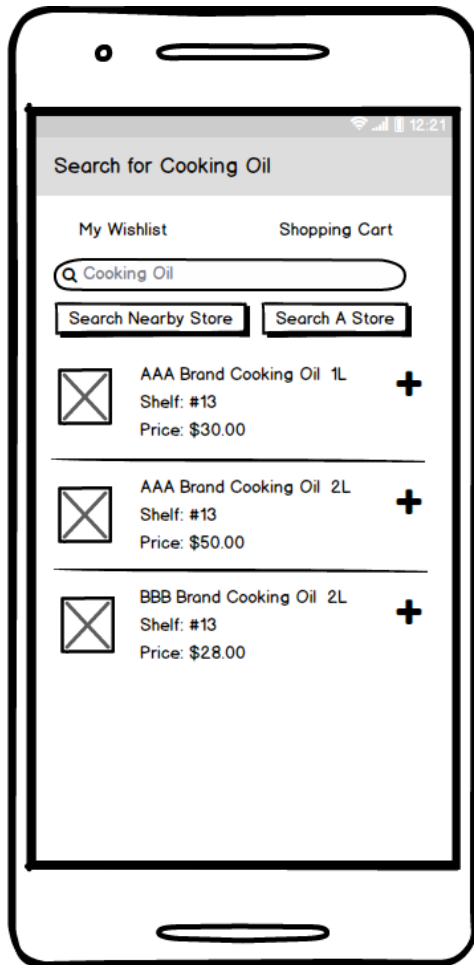 12:21
Search for Cooking Oil
My Wishlist Shopping Cart
Cooking Oil
Search Nearby Store Search A Store
AAA Brand Cooking Oil 1L
Shelf: #13
Price: $30.00
AAA Brand Cooking Oil 2L
Shelf: #13
Price: $50.00
BBB Brand Cooking Oil 2L
Shelf: #13
Price: $28.00